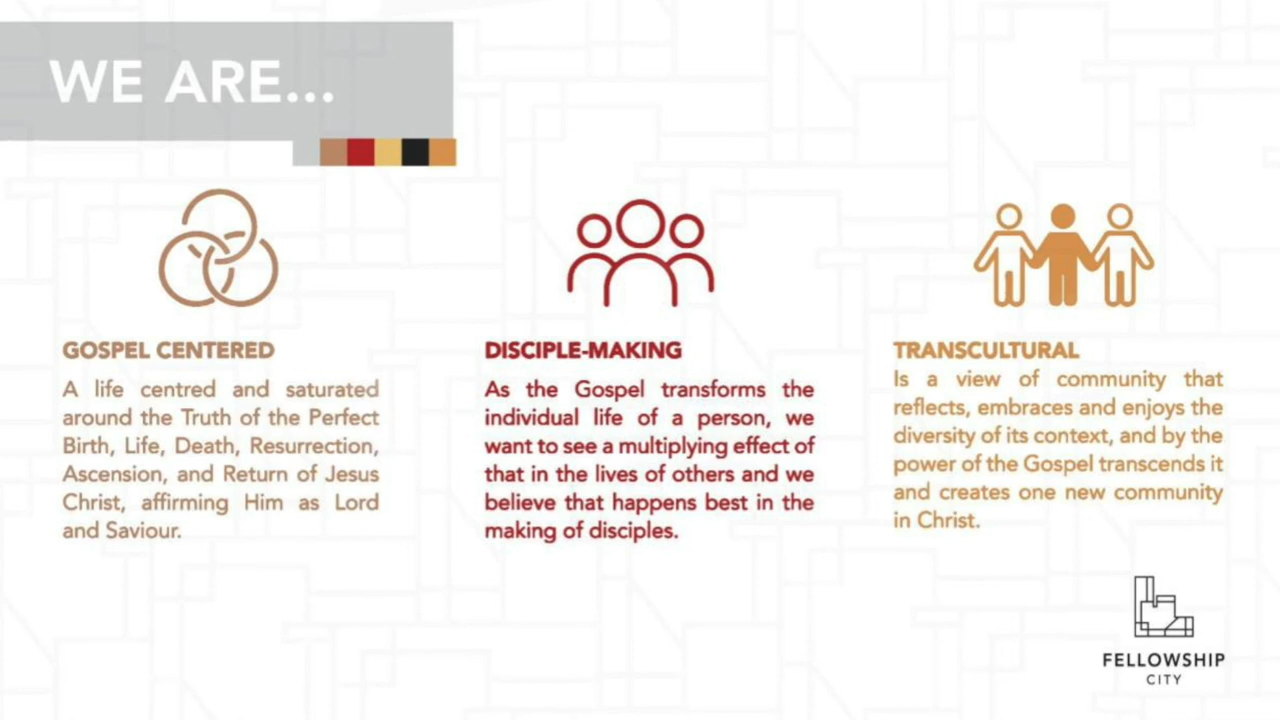 WE ARE...
GOSPEL CENTERED
A life centred and saturated
around the Truth of the Perfect
Birth, Life, Death, Resurrection,
Ascension, and Return of Jesus
Christ, affirming Him as Lord
and Saviour.
DISCIPLE-MAKING
As the Gospel transforms the
individual life of a person, we
want to see a multiplying effect of
that in the lives of others and we
believe that happens best in the
making of disciples.
TRANSCULTURAL
Is a view of community that
reflects, embraces and enjoys the
diversity of its context, and by the
power of the Gospel transcends it
and creates one new community
in Christ.
FELLOWSHIP
CITY